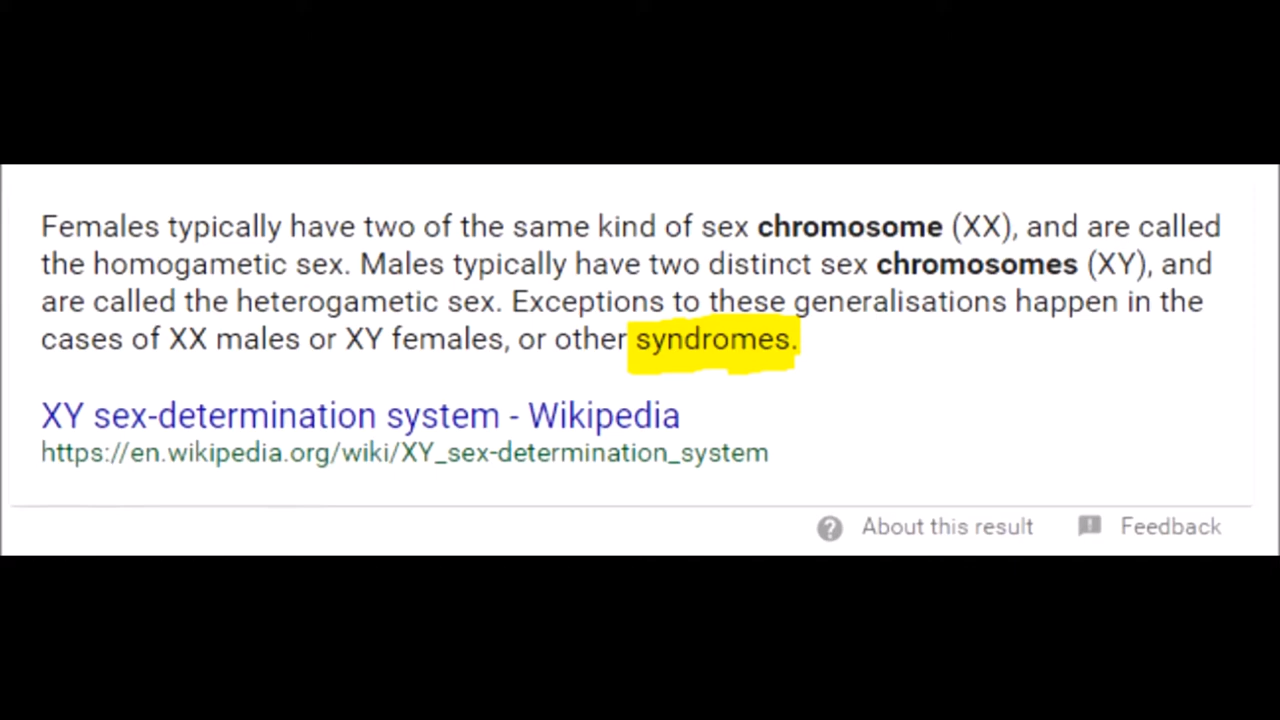 Females typically have two of the same kind of sex chromosome (XX), and are called
the homogametic sex. Males typically have two distinct sex chromosomes (XY), and
are called the heterogametic sex. Exceptions to these generalisations happen in the
cases of XX males or XY females, or other syndromes.
XY sex-determination system - Wikipedia
https://en.wikipedia.org/wiki/XY_sex-determination_system
About this result Feedback